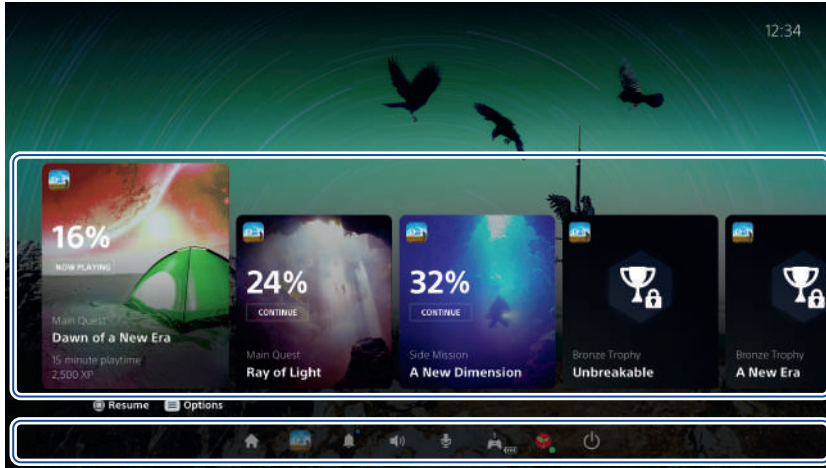 12:34
16%
NOW PLAYING
Main Quest
Dawn of a New Era
15 minute playtime
2,500 XP
24%
CONTINUE
Main Quest
Ray of Light
32%
CONTINUE
Side Mission
A New Dimension
Bronze Trophy
Unbreakable
Bronze Trophy
A New Era
Resume
Options